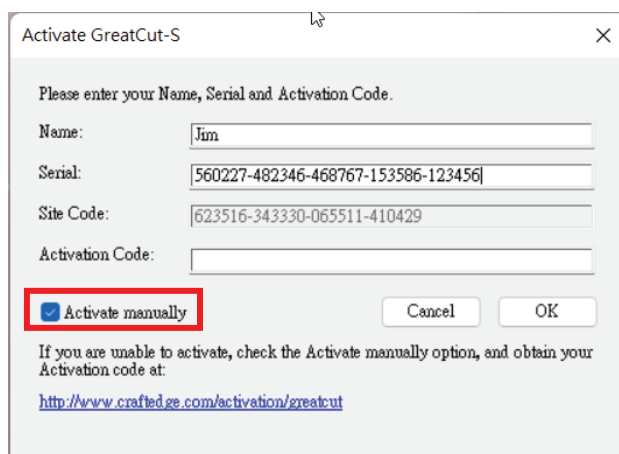 Activate GreatCut-S
Please enter your Name, Serial and Activation Code.
Name: Jim
Serial: 560227-482346-468767-153586-123456
Site Code: 623516-343330-065511-410429
Activation Code:
Activate manually Cancel OK
If you are unable to activate, check the Activate manually option, and obtain your
Activation code at:
http://www.craftedge.com/activation/greatcut